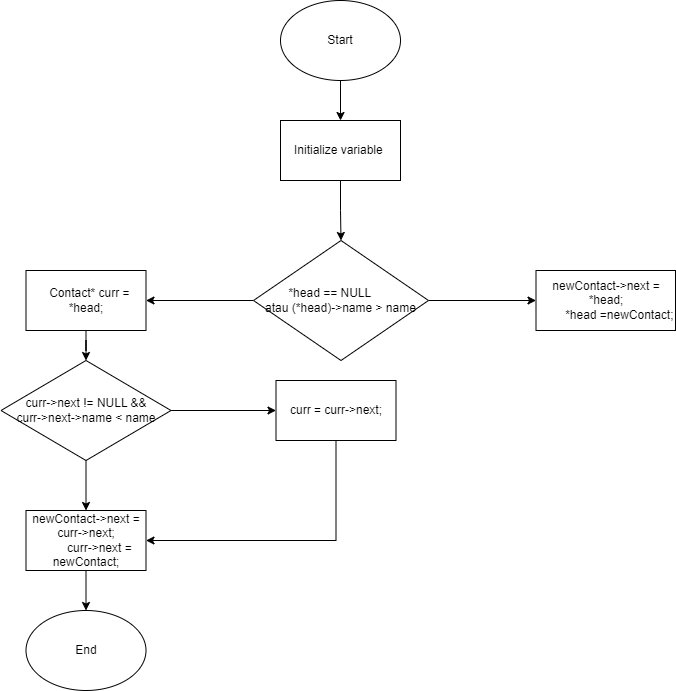 Start
Initialize variable
*head == NULL
atau (*head)->name > name
Contact* curr =
*head;
newContact->next =
*head;
*head =newContact;
curr->next != NULL &&
curr->next->name < name
curr = curr->next;
newContact->next =
curr->next;
curr->next =
newContact;
End